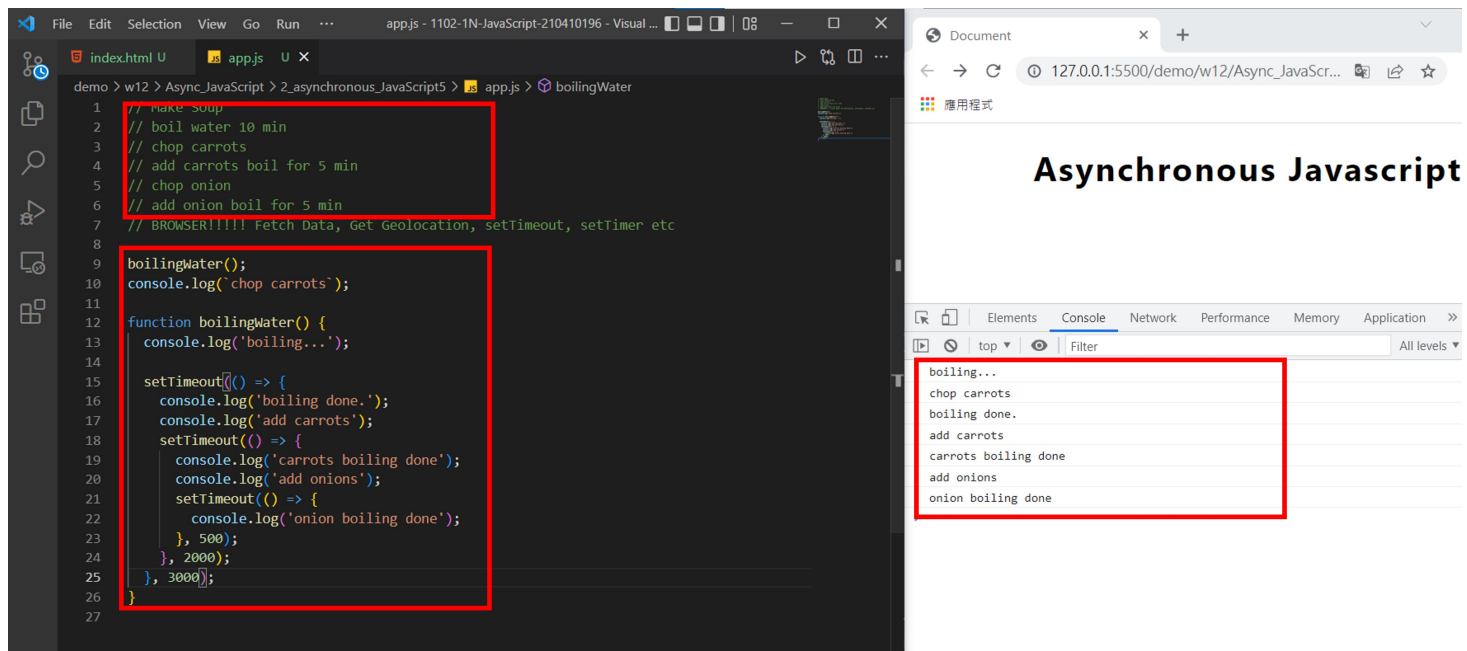 File Edit Selection View Go Run ··· app.js - 1102-1N-JavaScript-210410196 - Visual ...
index.html U app.js U
demo > w12 > Async_JavaScript > 2_asynchronous_JavaScript5 > app.js > boilingWater
1 // Make Soup
2 // boil water 10 min
3 // chop carrots
4 // add carrots boil for 5 min
5 // chop onion
6 // add onion boil for 5 min
7 // BROWSER!!!!! Fetch Data, Get Geolocation, setTimeout, setTimer etc
8
9 boilingWater();
10 console.log(`chop carrots`);
11
12 function boilingWater() {
13 console.log('boiling...');
14
15 setTimeout(() => {
16 console.log('boiling done.');
17 console.log('add carrots');
18 setTimeout(() => {
19 console.log('carrots boiling done');
20 console.log('add onions');
21 setTimeout(() => {
22 console.log('onion boiling done');
23 }, 500);
24 }, 2000);
25 }, 3000);
26 }
27
Document
127.0.0.1:5500/demo/w12/Async_JavaScr...
應用程式
Asynchronous Javascript
Elements Console Network Performance Memory Application »
top ▼ Filter All levels ▼
boiling...
chop carrots
boiling done.
add carrots
carrots boiling done
add onions
onion boiling done